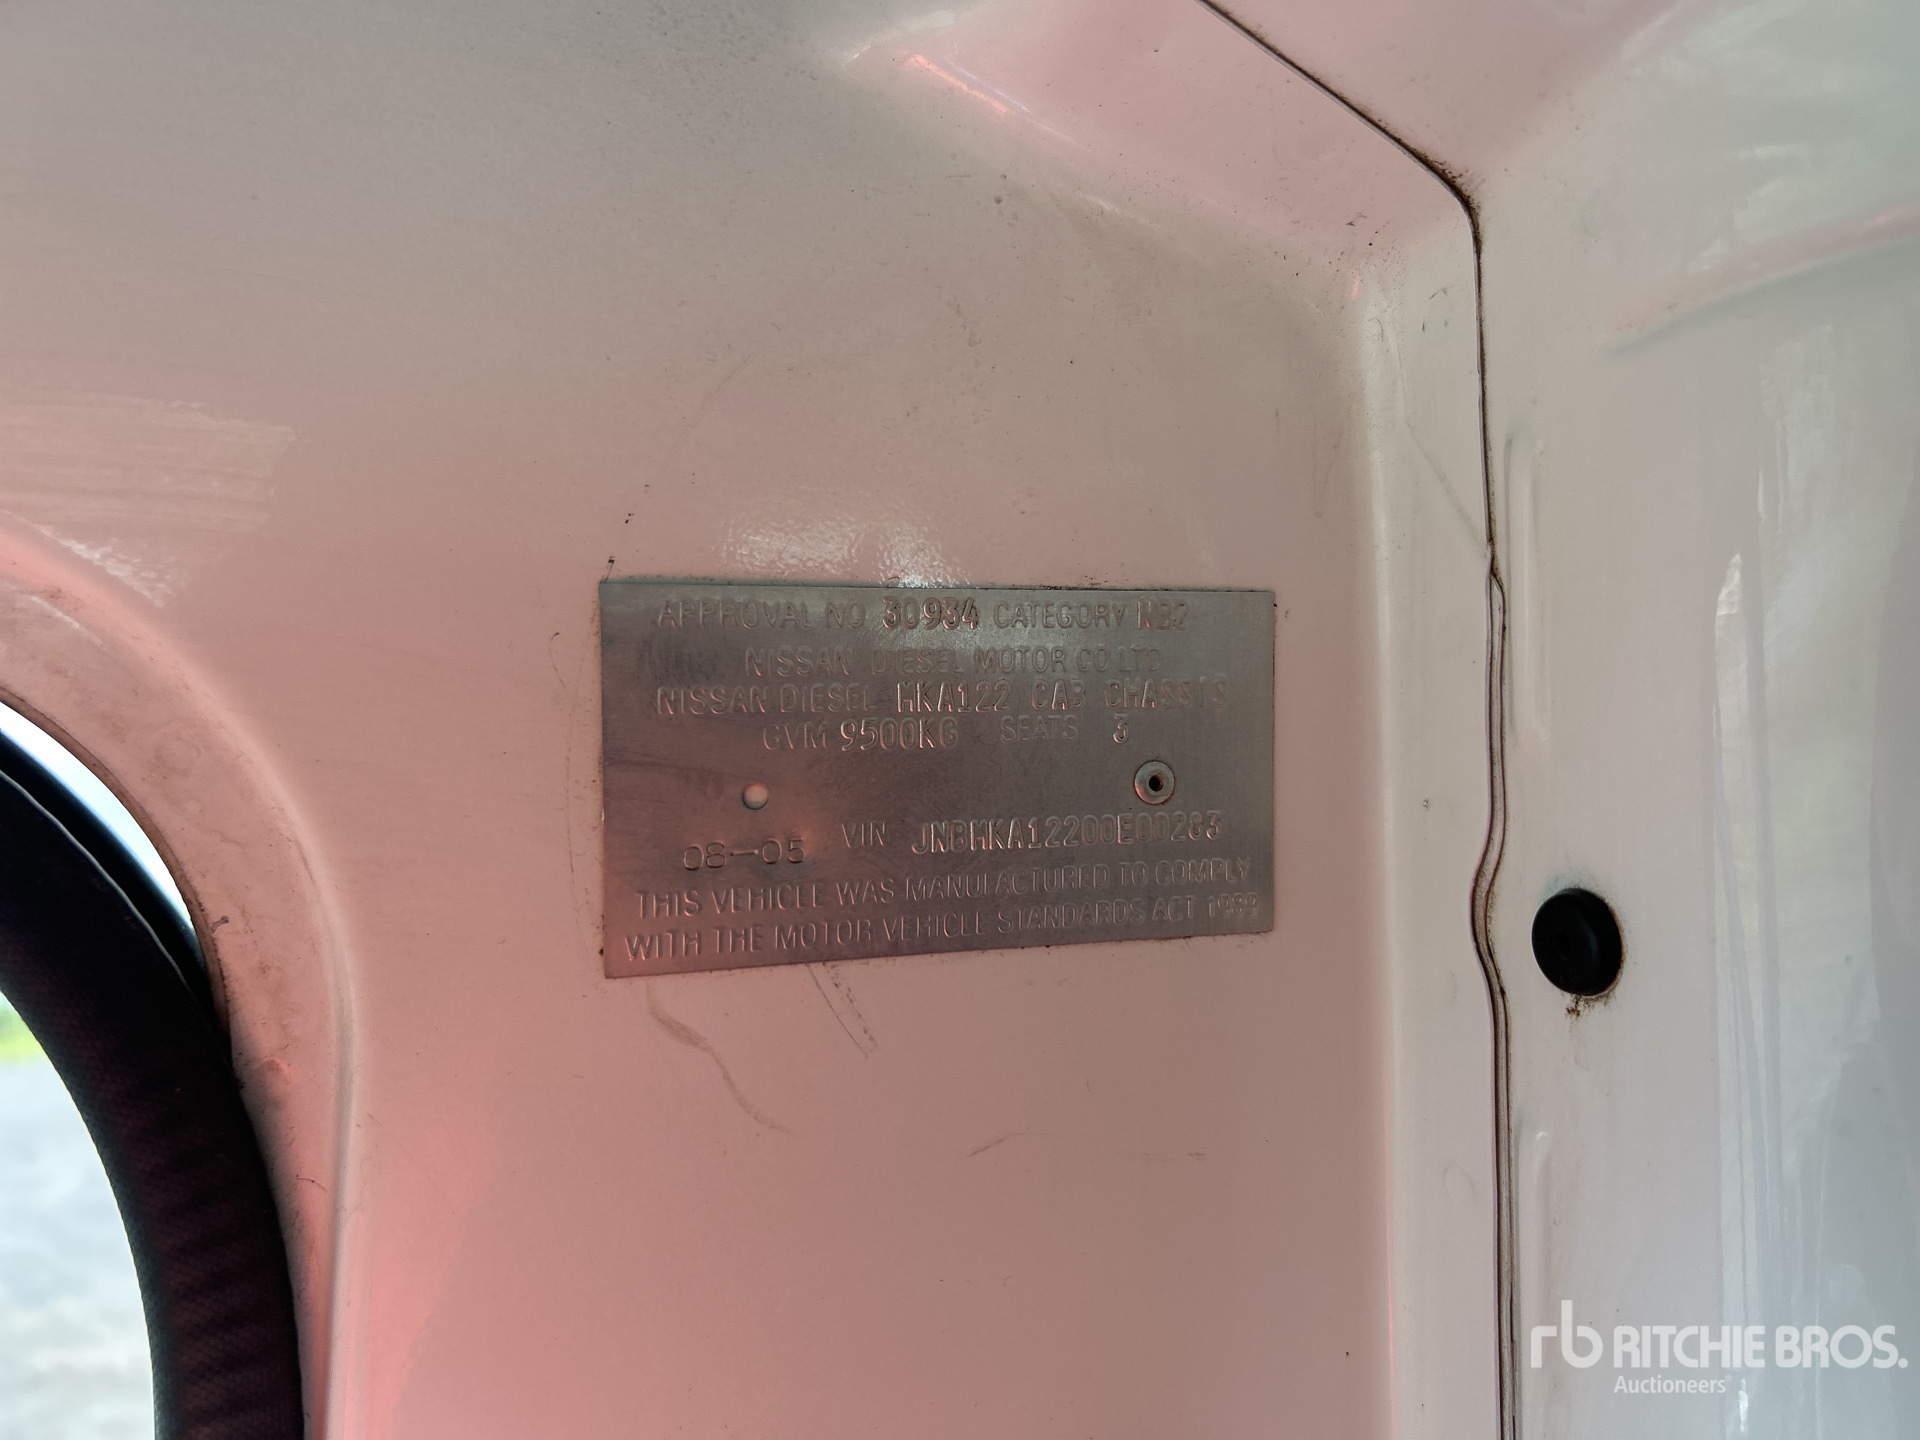 APPROVAL NO 30934 CATEGORY NB2
NISSAN DIESEL MOTOR CO LTD
NISSAN DIESEL MKA122 CAB CHASSIS
GVM 9500KG SEATS 3
08-05 VIN JNBMKA12200E00283
THIS VEHICLE WAS MANUFACTURED TO COMPLY
WITH THE MOTOR VEHICLE STANDARDS ACT 1989
rb RITCHIE BROS.
Auctioneers